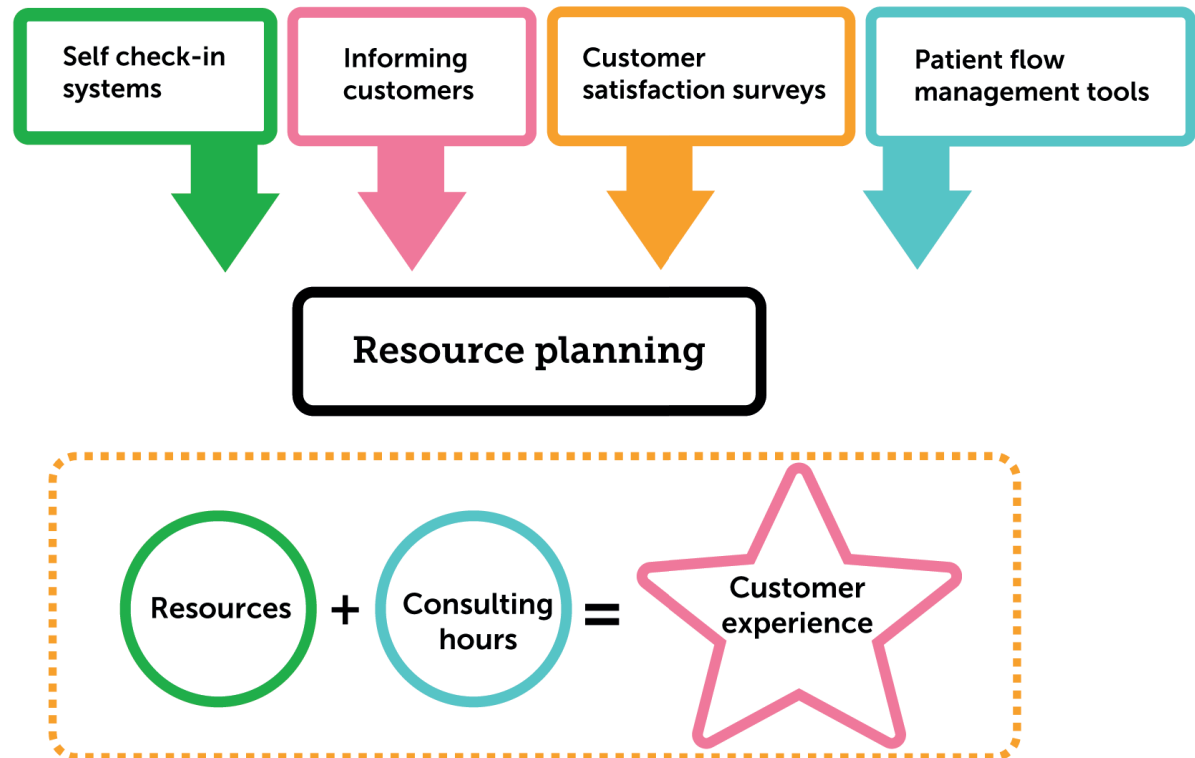 Self check-in
systems
Informing
customers
Customer
satisfaction surveys
Patient flow
management tools
Resource planning
Resources
+
Consulting
hours
=
Customer
experience